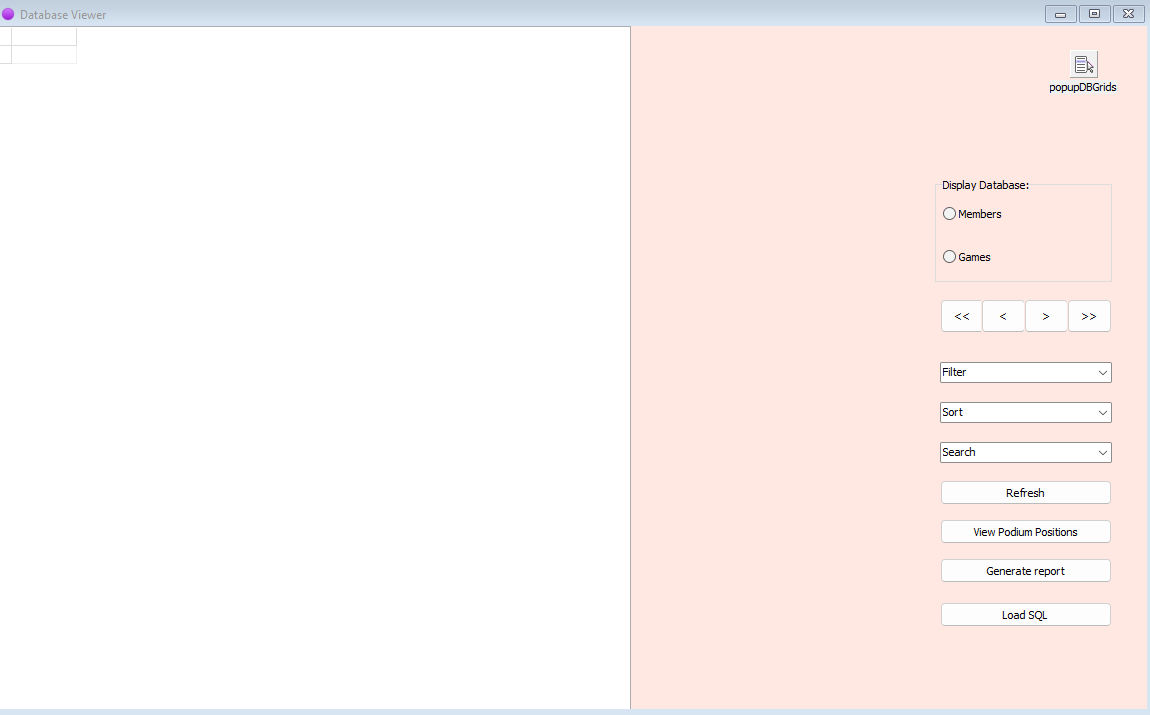 Database Viewer
popupDBGrids
Display Database:
Members
Games
<< < > >>
Filter
Sort
Search
Refresh
View Podium Positions
Generate report
Load SQL